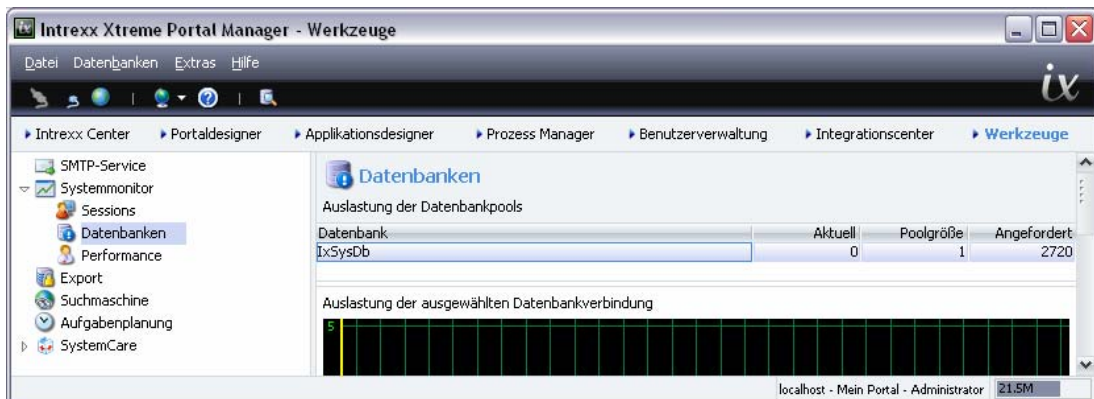 Intrexx Xtreme Portal Manager - Werkzeuge
Datei Datenbanken Extras Hilfe
ix
Intrexx Center Portaldesigner Applikationsdesigner Prozess Manager Benutzerverwaltung Integrationscenter Werkzeuge
SMTP-Service
Systemmonitor
Sessions
Datenbanken
Performance
Export
Suchmaschine
Aufgabenplanung
SystemCare
Datenbanken
Auslastung der Datenbankpools
Datenbank Aktuell Poolgröße Angefordert
IxSysDb 0 1 2720
Auslastung der ausgewählten Datenbankverbindung
5
localhost - Mein Portal - Administrator 21.5M